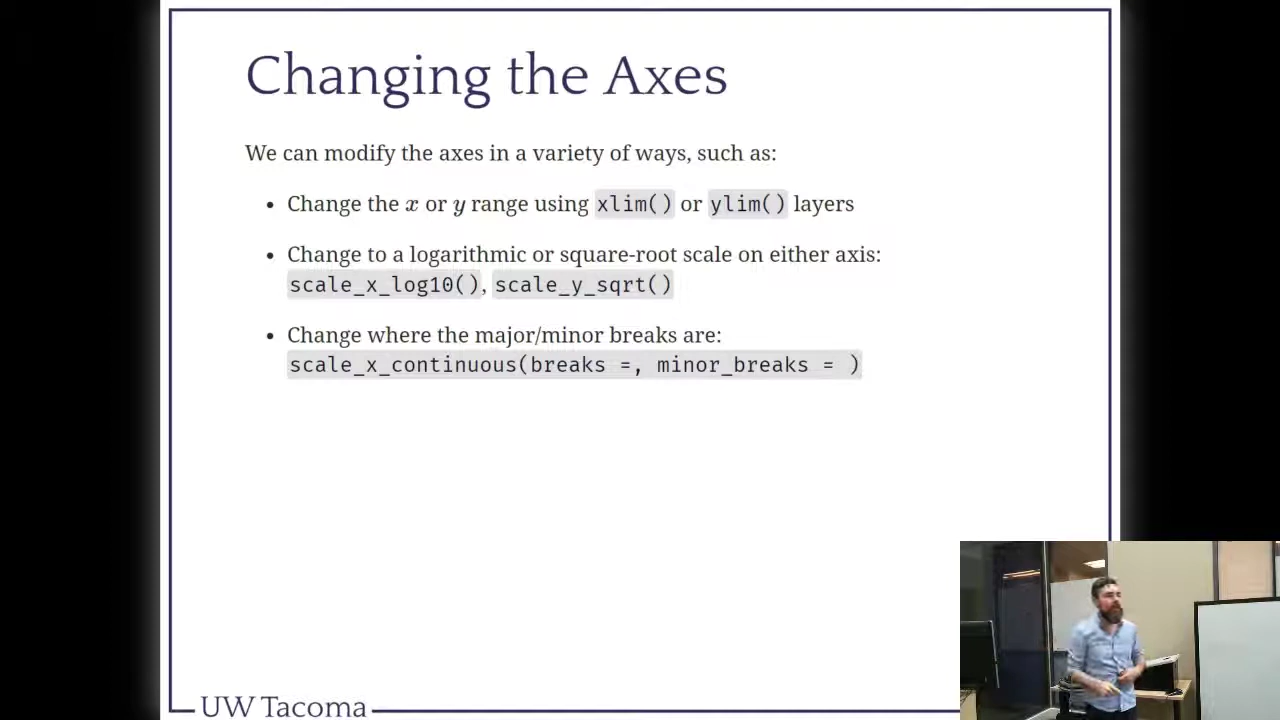 Changing the Axes
We can modify the axes in a variety of ways, such as:
• Change the x or y range using xlim() or ylim() layers
• Change to a logarithmic or square-root scale on either axis:
scale_x_log10(), scale_y_sqrt()
• Change where the major/minor breaks are:
scale_x_continuous(breaks =, minor_breaks = )
UW Tacoma